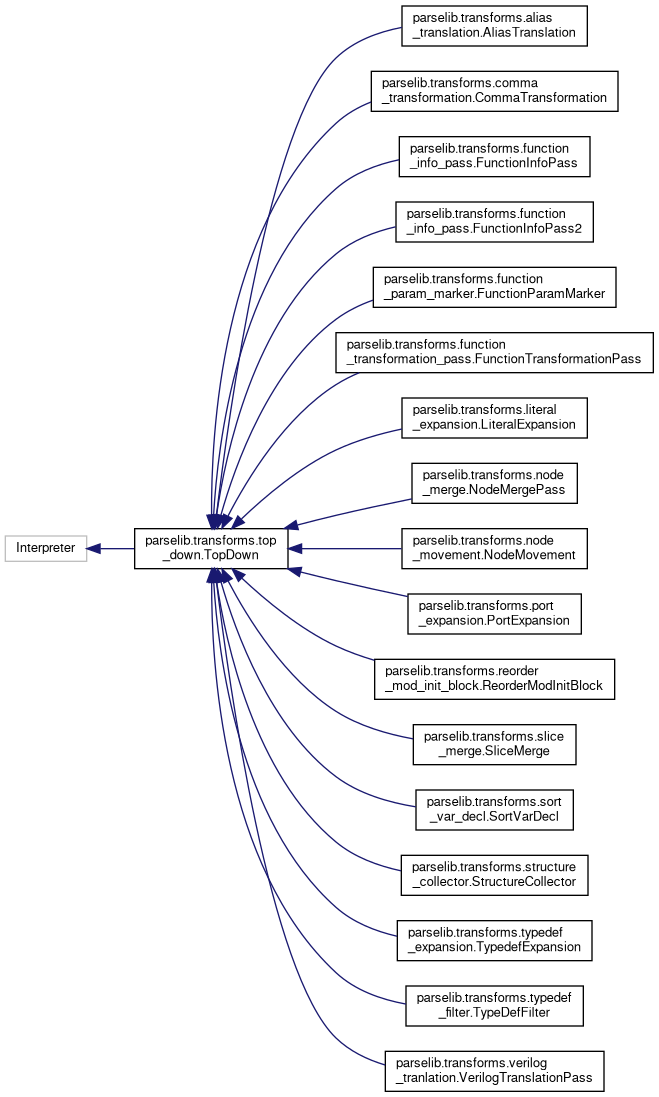 parselib.transforms.alias
_translation.AliasTranslation
parselib.transforms.comma
_transformation.CommaTransformation
parselib.transforms.function
_info_pass.FunctionInfoPass
parselib.transforms.function
_info_pass.FunctionInfoPass2
parselib.transforms.function
_param_marker.FunctionParamMarker
parselib.transforms.function
_transformation_pass.FunctionTransformationPass
parselib.transforms.literal
_expansion.LiteralExpansion
parselib.transforms.node
_merge.NodeMergePass
Interpreter
parselib.transforms.top
_down.TopDown
parselib.transforms.node
_movement.NodeMovement
parselib.transforms.port
_expansion.PortExpansion
parselib.transforms.reorder
_mod_init_block.ReorderModInitBlock
parselib.transforms.slice
_merge.SliceMerge
parselib.transforms.sort
_var_decl.SortVarDecl
parselib.transforms.structure
_collector.StructureCollector
parselib.transforms.typedef
_expansion.TypedefExpansion
parselib.transforms.typedef
_filter.TypeDefFilter
parselib.transforms.verilog
_tranlation.VerilogTranslationPass